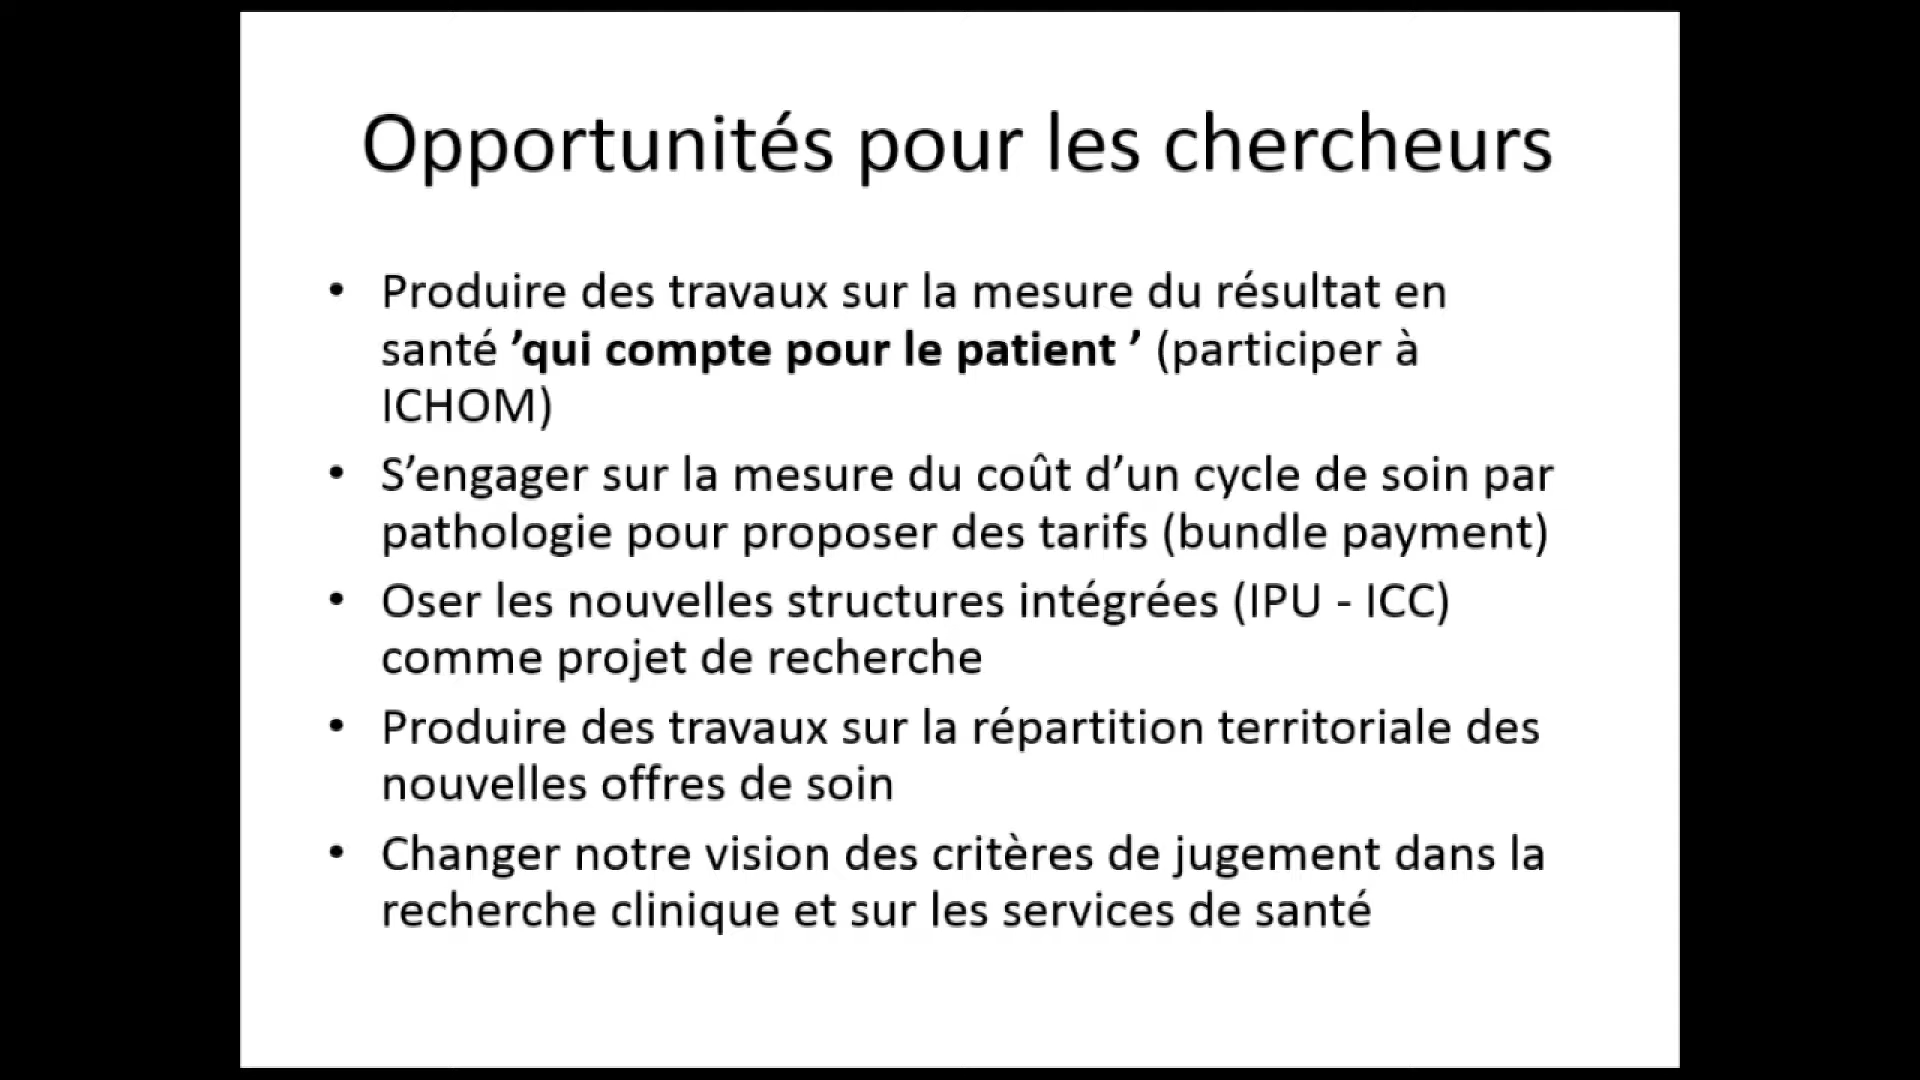 Opportunités pour les chercheurs
• Produire des travaux sur la mesure du résultat en
santé ’qui compte pour le patient ’ (participer à
ICHOM)
• S’engager sur la mesure du coût d’un cycle de soin par
pathologie pour proposer des tarifs (bundle payment)
• Oser les nouvelles structures intégrées (IPU - ICC)
comme projet de recherche
• Produire des travaux sur la répartition territoriale des
nouvelles offres de soin
• Changer notre vision des critères de jugement dans la
recherche clinique et sur les services de santé